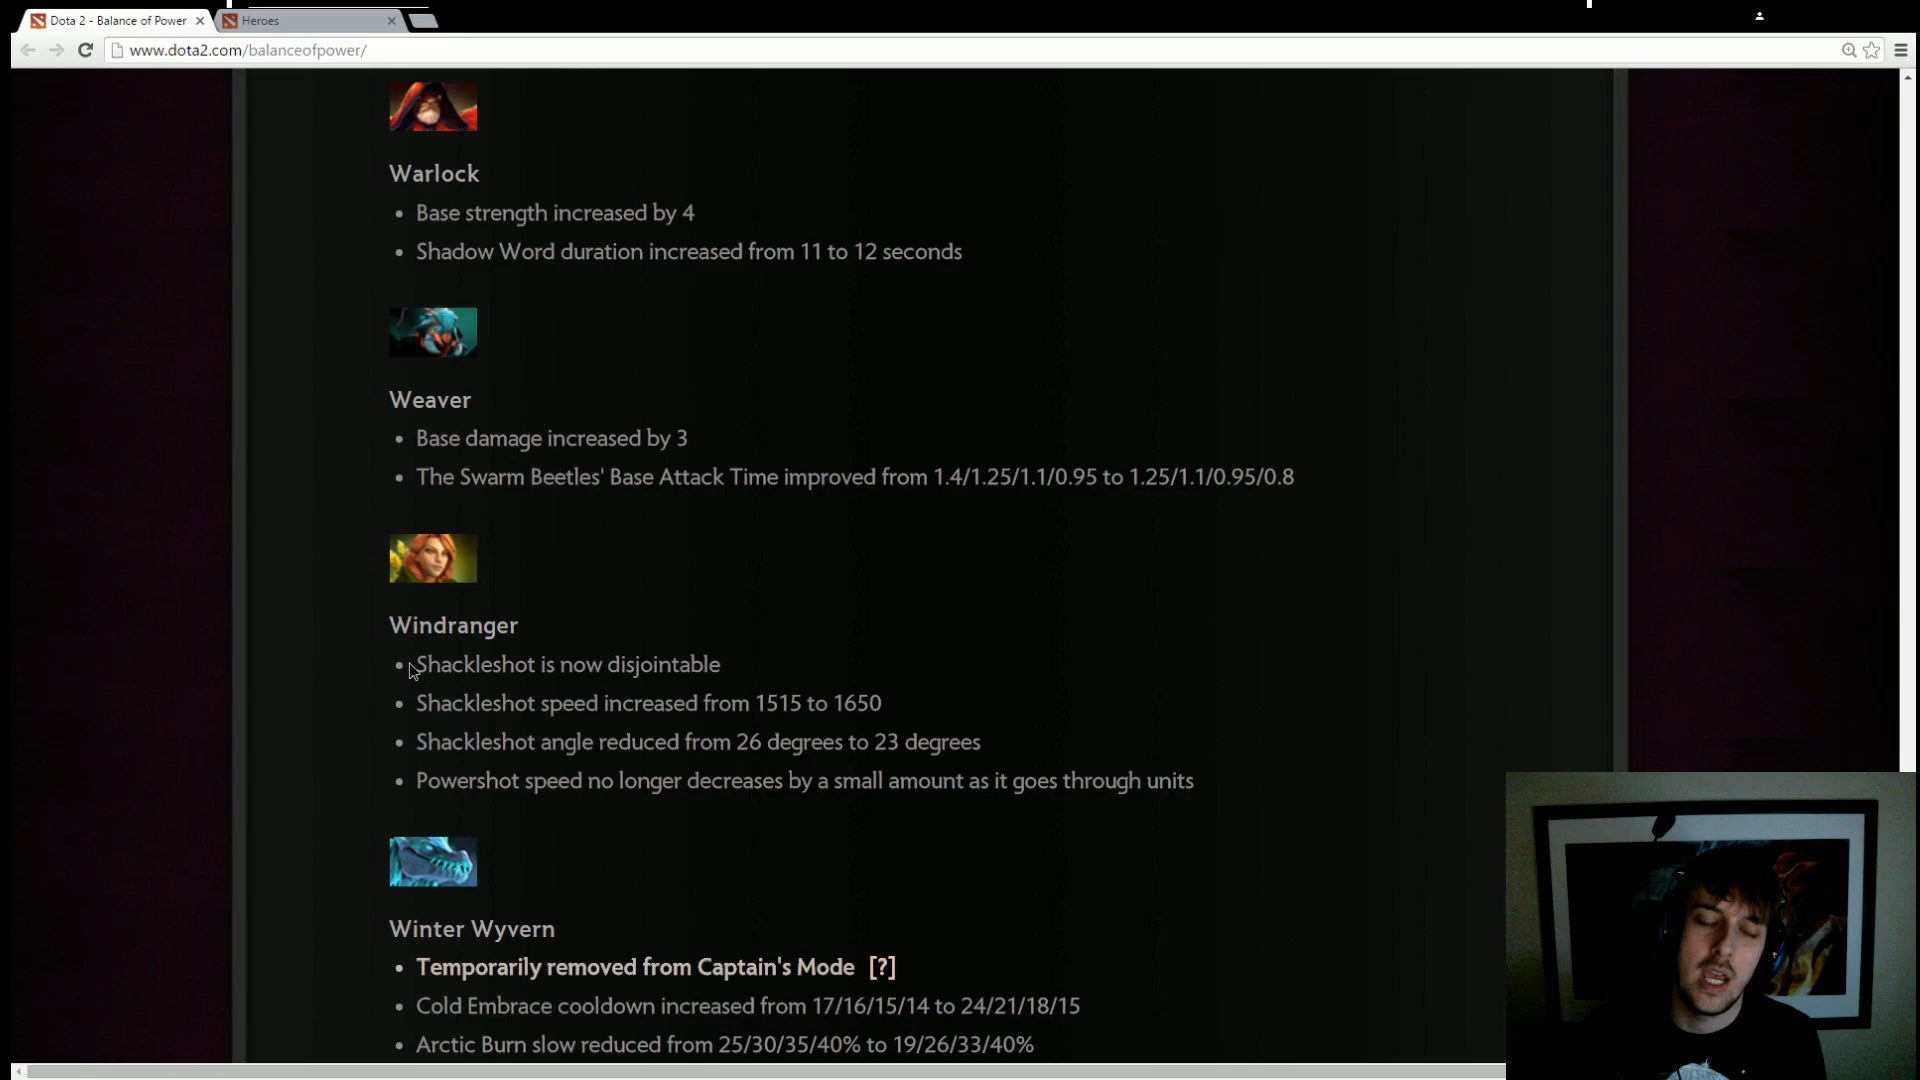 Dota 2 - Balance of Power
Heroes
www.dota2.com/balanceofpower/
Warlock
Base strength increased by 4
Shadow Word duration increased from 11 to 12 seconds
Weaver
Base damage increased by 3
The Swarm Beetles' Base Attack Time improved from 1.4/1.25/1.1/0.95 to 1.25/1.1/0.95/0.8
Windranger
Shackleshot is now disjointable
Shackleshot speed increased from 1515 to 1650
Shackleshot angle reduced from 26 degrees to 23 degrees
Powershot speed no longer decreases by a small amount as it goes through units
Winter Wyvern
Temporarily removed from Captain's Mode [?]
Cold Embrace cooldown increased from 17/16/15/14 to 24/21/18/15
Arctic Burn slow reduced from 25/30/35/40% to 19/26/33/40%